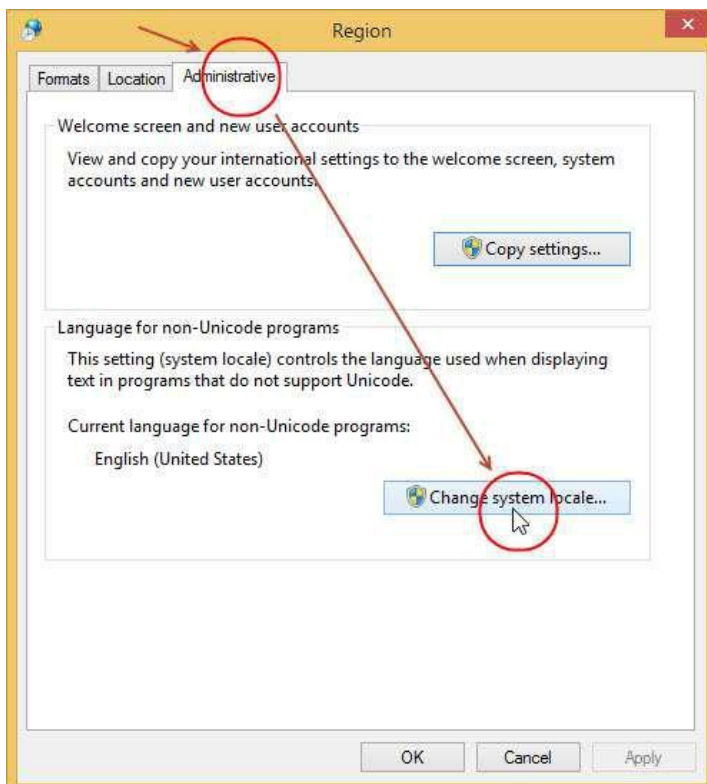 Region
Formats Location Administrative
Welcome screen and new user accounts
View and copy your international settings to the welcome screen, system
accounts and new user accounts.
Copy settings...
Language for non-Unicode programs
This setting (system locale) controls the language used when displaying
text in programs that do not support Unicode.
Current language for non-Unicode programs:
English (United States)
Change system locale...
OK Cancel Apply